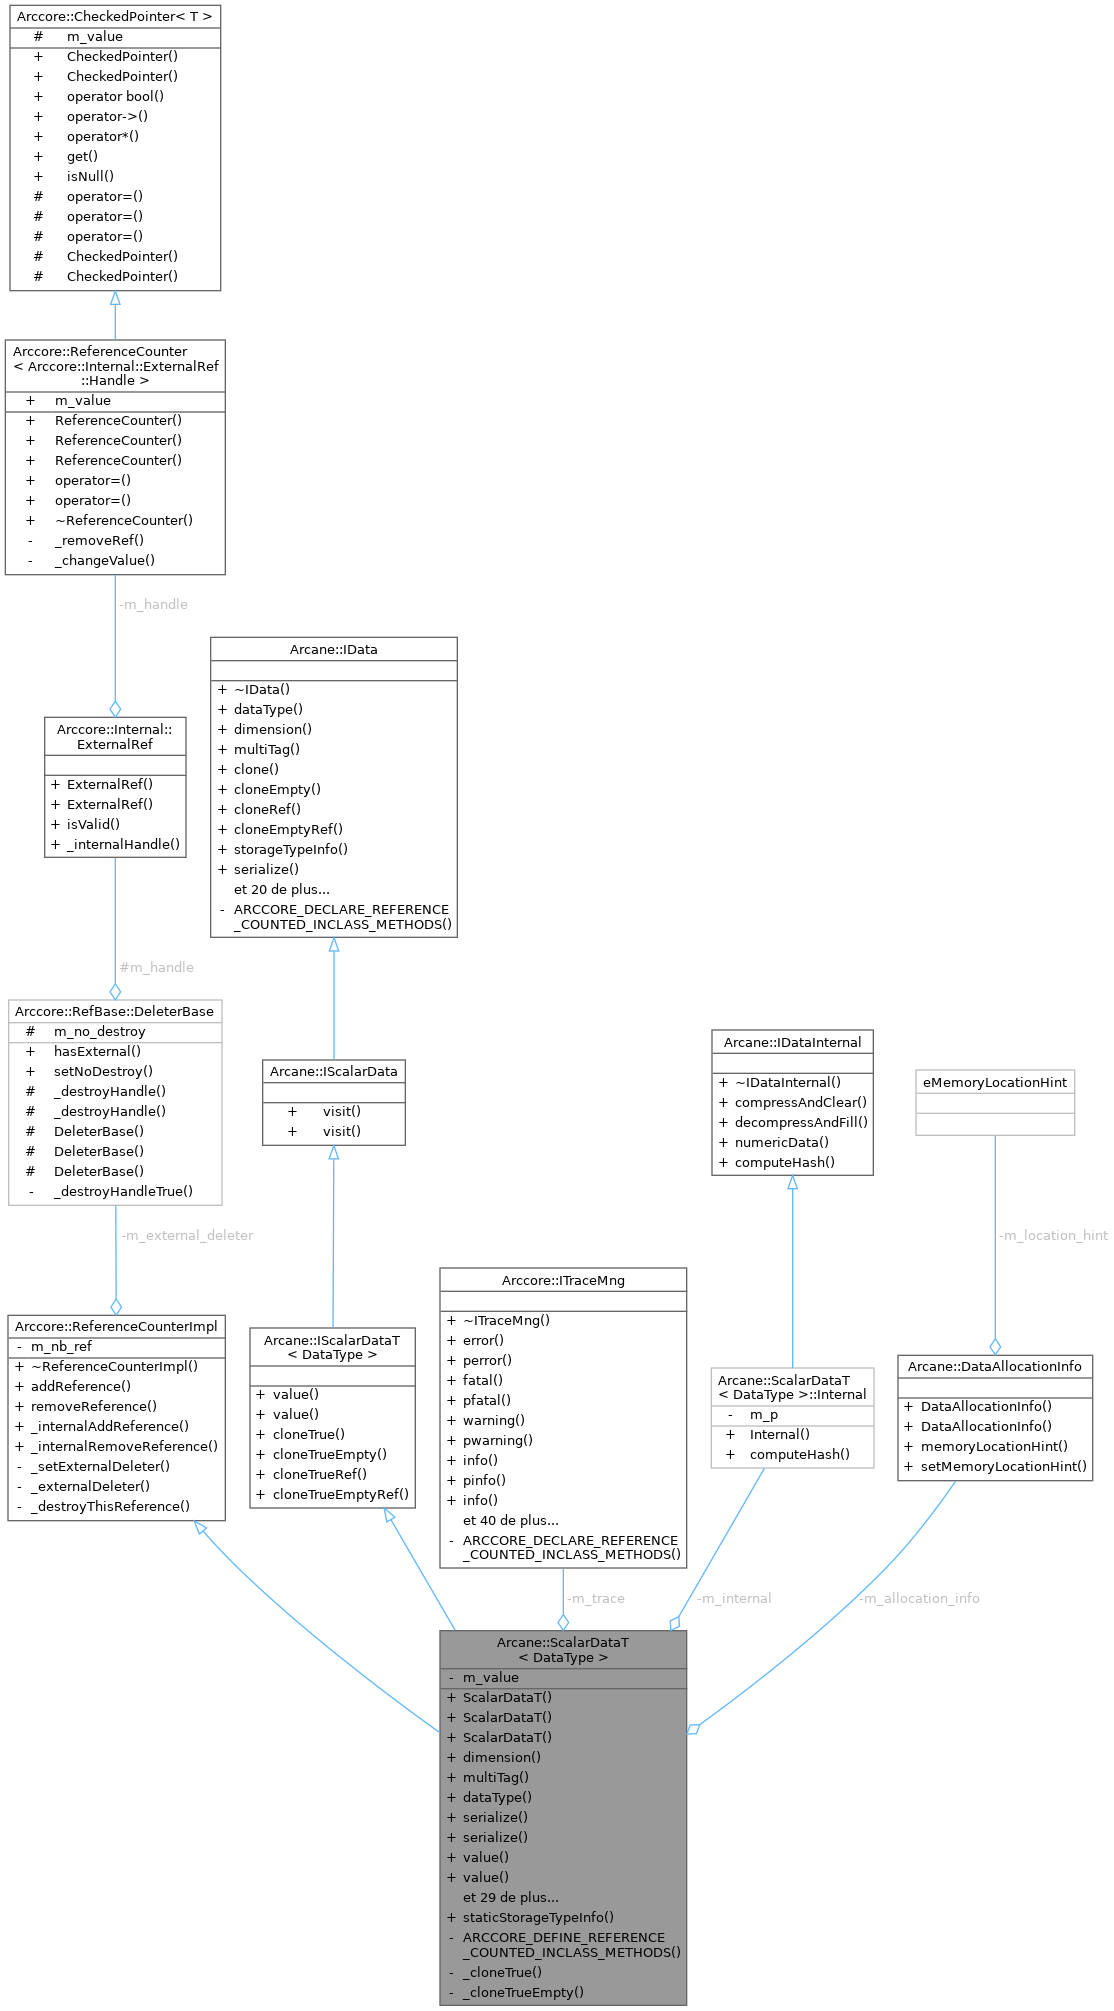 Arccore::CheckedPointer< T >
# m_value
+ CheckedPointer()
+ CheckedPointer()
+ operator bool()
+ operator->()
+ operator*()
+ get()
+ isNull()
# operator=()
# operator=()
# operator=()
# CheckedPointer()
# CheckedPointer()
Arccore::ReferenceCounter
< Arccore::Internal::ExternalRef
::Handle >
+ m_value
+ ReferenceCounter()
+ ReferenceCounter()
+ ReferenceCounter()
+ operator=()
+ operator=()
+ ~ReferenceCounter()
- _removeRef()
- _changeValue()
-m_handle
Arcane::IData
+ ~IData()
+ dataType()
+ dimension()
+ multiTag()
+ clone()
+ cloneEmpty()
+ cloneRef()
+ cloneEmptyRef()
+ storageTypeInfo()
+ serialize()
et 20 de plus...
- ARCCORE_DECLARE_REFERENCE
_COUNTED_INCLASS_METHODS()
Arccore::Internal::
ExternalRef
+ ExternalRef()
+ ExternalRef()
+ isValid()
+ _internalHandle()
#m_handle
Arccore::RefBase::DeleterBase
# m_no_destroy
+ hasExternal()
+ setNoDestroy()
# _destroyHandle()
# _destroyHandle()
# DeleterBase()
# DeleterBase()
# DeleterBase()
- _destroyHandleTrue()
-m_external_deleter
Arcane::IScalarData
+ visit()
+ visit()
Arcane::IDataInternal
+ ~IDataInternal()
+ compressAndClear()
+ decompressAndFill()
+ numericData()
+ computeHash()
eMemoryLocationHint
-m_location_hint
Arccore::ReferenceCounterImpl
- m_nb_ref
+ ~ReferenceCounterImpl()
+ addReference()
+ removeReference()
+ _internalAddReference()
+ _internalRemoveReference()
- _setExternalDeleter()
- _externalDeleter()
- _destroyThisReference()
Arcane::IScalarDataT
< DataType >
+ value()
+ value()
+ cloneTrue()
+ cloneTrueEmpty()
+ cloneTrueRef()
+ cloneTrueEmptyRef()
Arccore::ITraceMng
+ ~ITraceMng()
+ error()
+ perror()
+ fatal()
+ pfatal()
+ warning()
+ pwarning()
+ info()
+ pinfo()
+ info()
et 40 de plus...
- ARCCORE_DECLARE_REFERENCE
_COUNTED_INCLASS_METHODS()
Arcane::ScalarDataT
< DataType >::Internal
- m_p
+ Internal()
+ computeHash()
Arcane::DataAllocationInfo
+ DataAllocationInfo()
+ DataAllocationInfo()
+ memoryLocationHint()
+ setMemoryLocationHint()
-m_trace
-m_internal
-m_allocation_info
Arcane::ScalarDataT
< DataType >
- m_value
+ ScalarDataT()
+ ScalarDataT()
+ ScalarDataT()
+ dimension()
+ multiTag()
+ dataType()
+ serialize()
+ serialize()
+ value()
+ value()
et 29 de plus...
+ staticStorageTypeInfo()
- ARCCORE_DEFINE_REFERENCE
_COUNTED_INCLASS_METHODS()
- _cloneTrue()
- _cloneTrueEmpty()